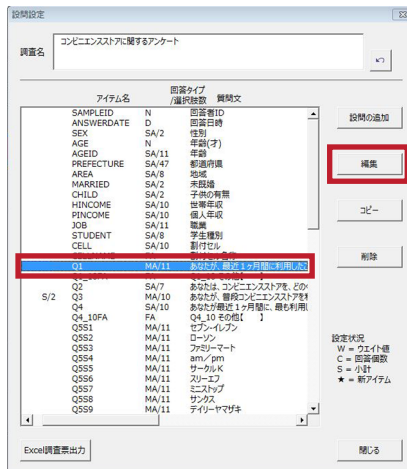 設問設定
調査名
コンビニエンスストアに関するアンケート
アイテム名 回答タイプ/選択肢数 質問文
SAMPLEID N 回答者ID
ANSWERDATE D 回答日時
SEX SA/2 性別
AGE N 年齢(才)
AGEID SA/11 年齢
PREFECTURE SA/47 都道府県
AREA SA/8 地域
MARRIED SA/2 未既婚
CHILD SA/2 子供の有無
HINCOME SA/10 世帯年収
PINCOME SA/10 個人年収
JOB SA/11 職業
STUDENT SA/8 学生種別
CELL SA/10 割付セル
Q1 MA/11 あなたが、最近1ヶ月間に利用した
Q2 SA/7 あなたは、コンビニエンスストアを、どの
S/2 Q3 MA/10 あなたが、普段コンビニエンスストアを
Q4 SA/10 あなたが最近1ヶ月間に、最も利用
Q4_10FA FA Q4_10 その他【 】
Q5S1 MA/11 セブン-イレブン
Q5S2 MA/11 ローソン
Q5S3 MA/11 ファミリーマート
Q5S4 MA/11 am/pm
Q5S5 MA/11 サークルK
Q5S6 MA/11 スリーエフ
Q5S7 MA/11 ミニストップ
Q5S8 MA/11 サンクス
Q5S9 MA/11 デイリーヤマザキ
設問の追加
編集
コピー
削除
設定状況
W = ウエイト値
C = 回答個数
S = 小計
★ = 新アイテム
Excel調査票出力
閉じる